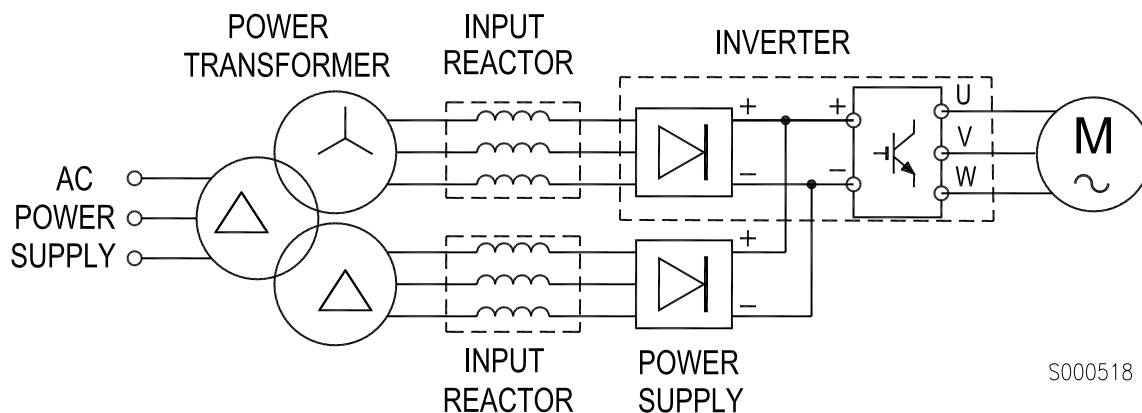 POWER
TRANSFORMER
INPUT
REACTOR
INVERTER
AC
POWER
SUPPLY
+
−
+
−
U
V
W
M
+
−
INPUT
REACTOR
POWER
SUPPLY
S000518